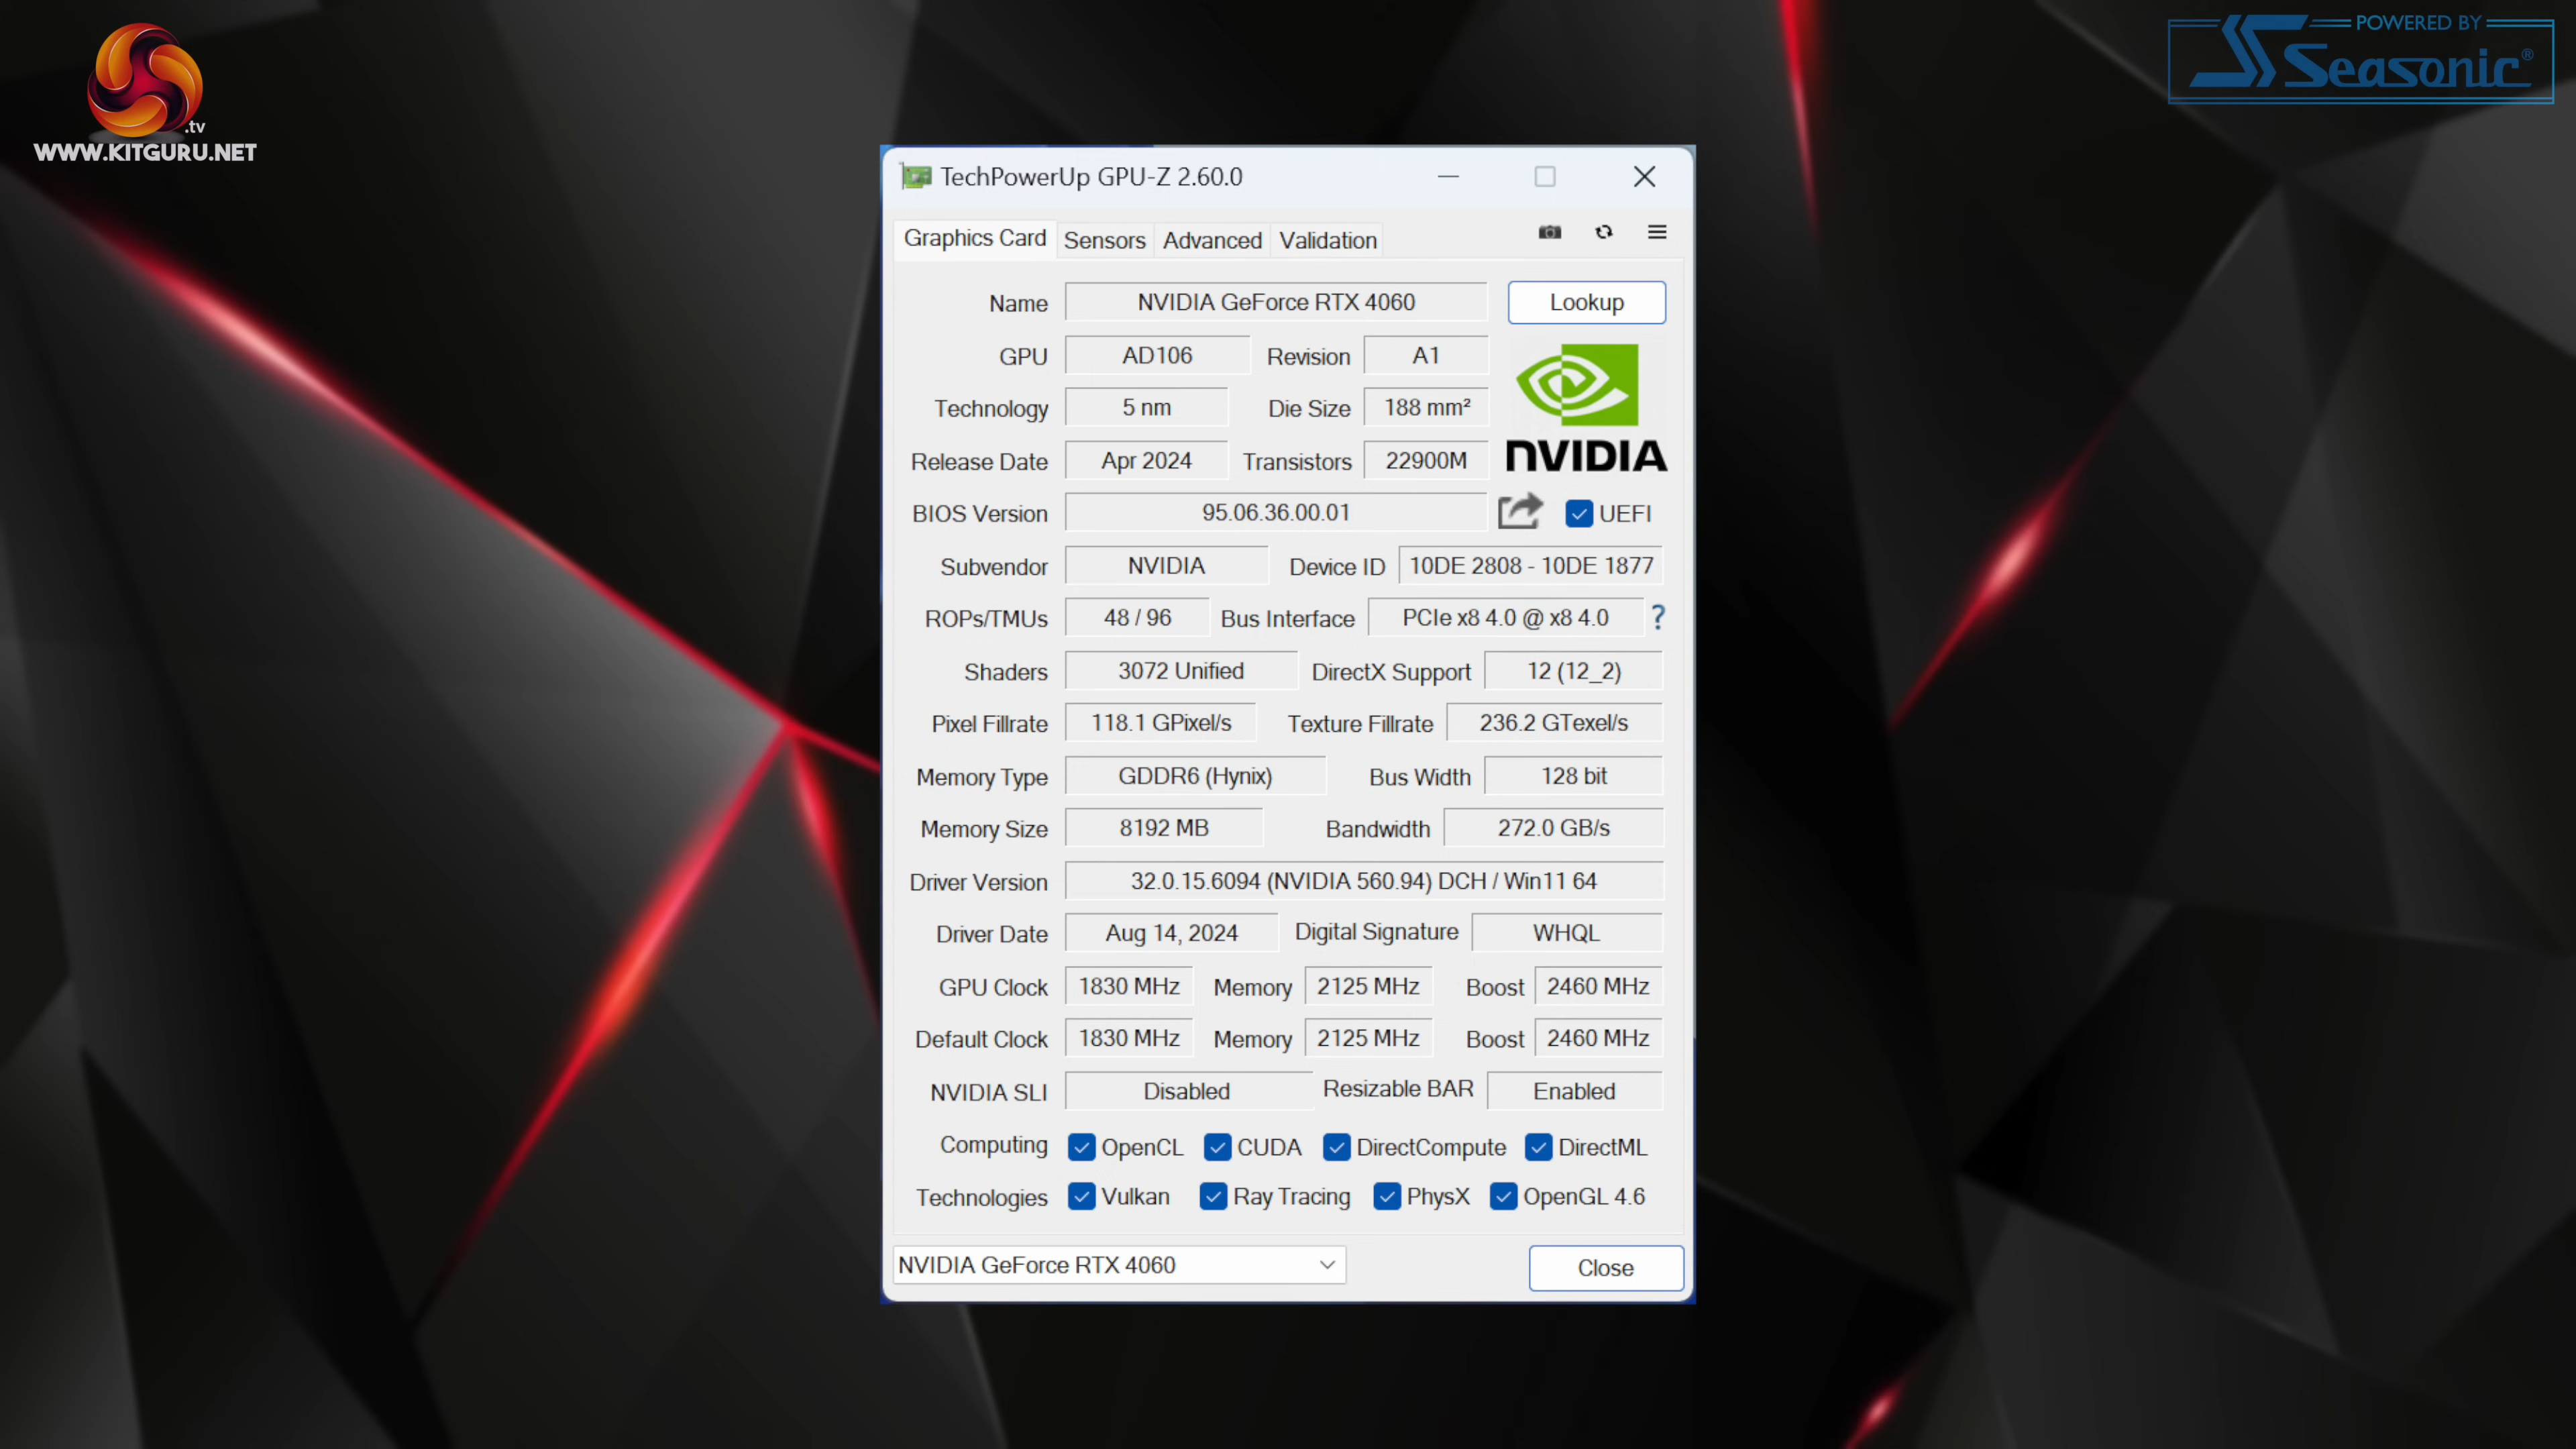 .tv
WWW.KITGURU.NET
POWERED BY
Seasonic®
TechPowerUp GPU-Z 2.60.0
Graphics Card Sensors Advanced Validation
Name NVIDIA GeForce RTX 4060 Lookup
GPU AD106 Revision A1
Technology 5 nm Die Size 188 mm²
Release Date Apr 2024 Transistors 22900M
NVIDIA
BIOS Version 95.06.36.00.01 UEFI
Subvendor NVIDIA Device ID 10DE 2808 - 10DE 1877
ROPs/TMUs 48 / 96 Bus Interface PCIe x8 4.0 @ x8 4.0 ?
Shaders 3072 Unified DirectX Support 12 (12_2)
Pixel Fillrate 118.1 GPixel/s Texture Fillrate 236.2 GTexel/s
Memory Type GDDR6 (Hynix) Bus Width 128 bit
Memory Size 8192 MB Bandwidth 272.0 GB/s
Driver Version 32.0.15.6094 (NVIDIA 560.94) DCH / Win11 64
Driver Date Aug 14, 2024 Digital Signature WHQL
GPU Clock 1830 MHz Memory 2125 MHz Boost 2460 MHz
Default Clock 1830 MHz Memory 2125 MHz Boost 2460 MHz
NVIDIA SLI Disabled Resizable BAR Enabled
Computing OpenCL CUDA DirectCompute DirectML
Technologies Vulkan Ray Tracing PhysX OpenGL 4.6
NVIDIA GeForce RTX 4060 Close